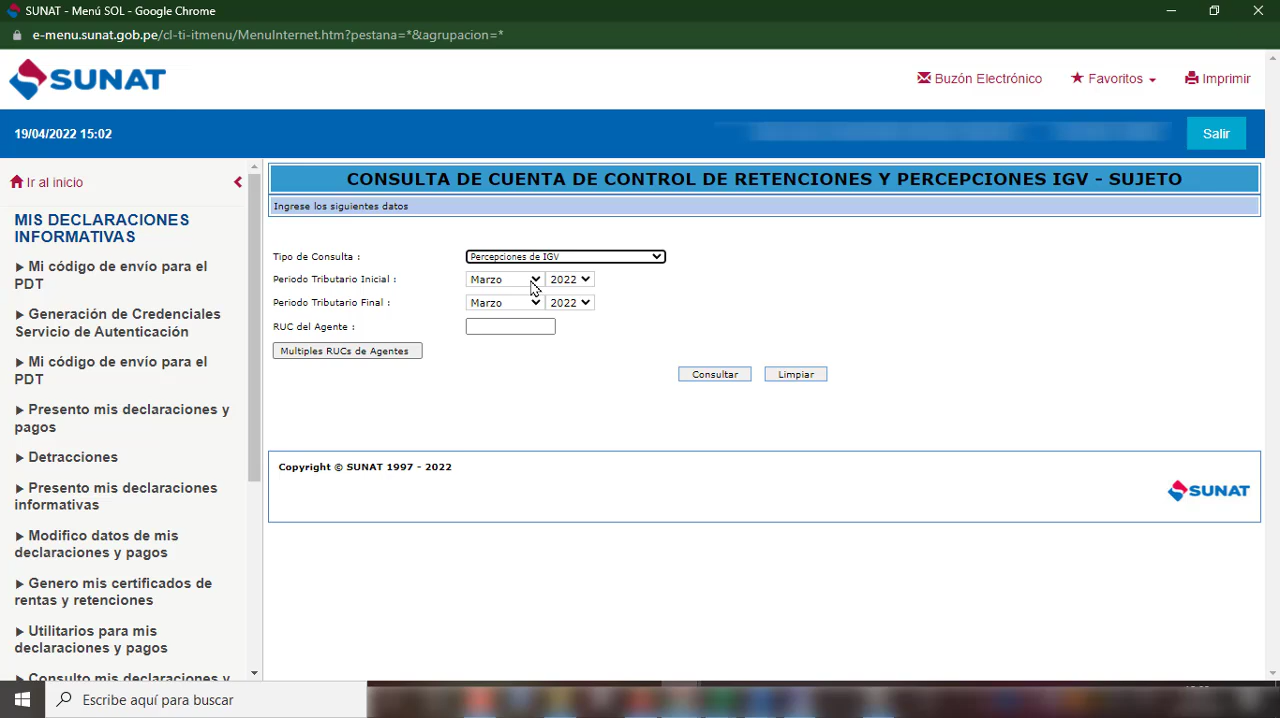 SUNAT - Menú SOL - Google Chrome
e-menu.sunat.gob.pe/cl-ti-itmenu/MenuInternet.htm?pestana=*&agrupacion=*
SUNAT
Buzón Electrónico
Favoritos
Imprimir
19/04/2022 15:02
Salir
Ir al inicio
MIS DECLARACIONES
INFORMATIVAS
Mi código de envío para el
PDT
Generación de Credenciales
Servicio de Autenticación
Mi código de envío para el
PDT
Presento mis declaraciones y
pagos
Detracciones
Presento mis declaraciones
informativas
Modifico datos de mis
declaraciones y pagos
Genero mis certificados de
rentas y retenciones
Utilitarios para mis
declaraciones y pagos
Consulto mis declaraciones y
CONSULTA DE CUENTA DE CONTROL DE RETENCIONES Y PERCEPCIONES IGV - SUJETO
Ingrese los siguientes datos
Tipo de Consulta : Percepciones de IGV
Periodo Tributario Inicial : Marzo 2022
Periodo Tributario Final : Marzo 2022
RUC del Agente :
Multiples RUCs de Agentes
Consultar Limpiar
Copyright © SUNAT 1997 - 2022
SUNAT
Escribe aquí para buscar